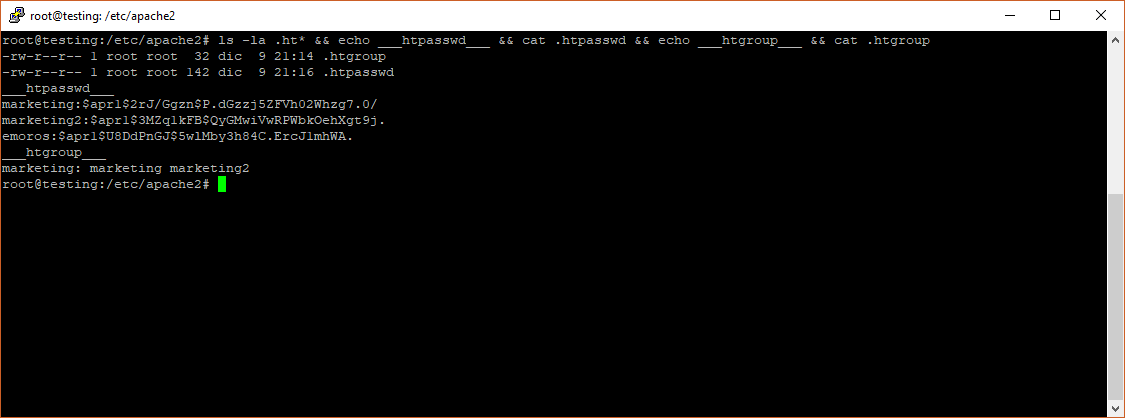 root@testing: /etc/apache2
root@testing:/etc/apache2# ls -la .ht* && echo ___htpasswd___ && cat .htpasswd && echo ___htgroup___ && cat .htgroup
-rw-r--r-- 1 root root  32 dic  9 21:14 .htgroup
-rw-r--r-- 1 root root 142 dic  9 21:16 .htpasswd
___htpasswd___
marketing:$apr1$2rJ/Ggzn$P.dGzzj5ZFVh02Whzg7.0/
marketing2:$apr1$3MZq1kFB$QyGMwiVwRPWbkOehXgt9j.
emoros:$apr1$U8DdPnGJ$5wlMby3h84C.ErcJlmhWA.
___htgroup___
marketing: marketing marketing2
root@testing:/etc/apache2#